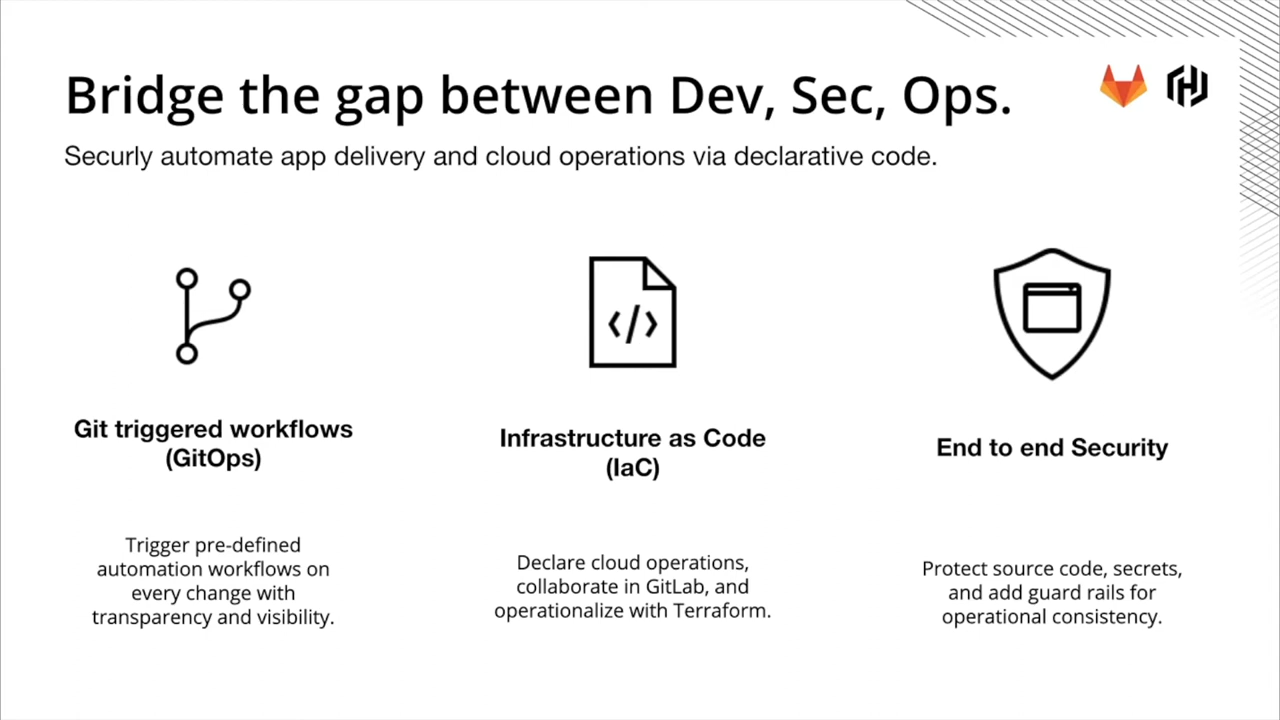 Bridge the gap between Dev, Sec, Ops.
Securly automate app delivery and cloud operations via declarative code.
Git triggered workflows
(GitOps)
Trigger pre-defined
automation workflows on
every change with
transparency and visibility.
</>
Infrastructure as Code
(IaC)
Declare cloud operations,
collaborate in GitLab, and
operationalize with Terraform.
End to end Security
Protect source code, secrets,
and add guard rails for
operational consistency.